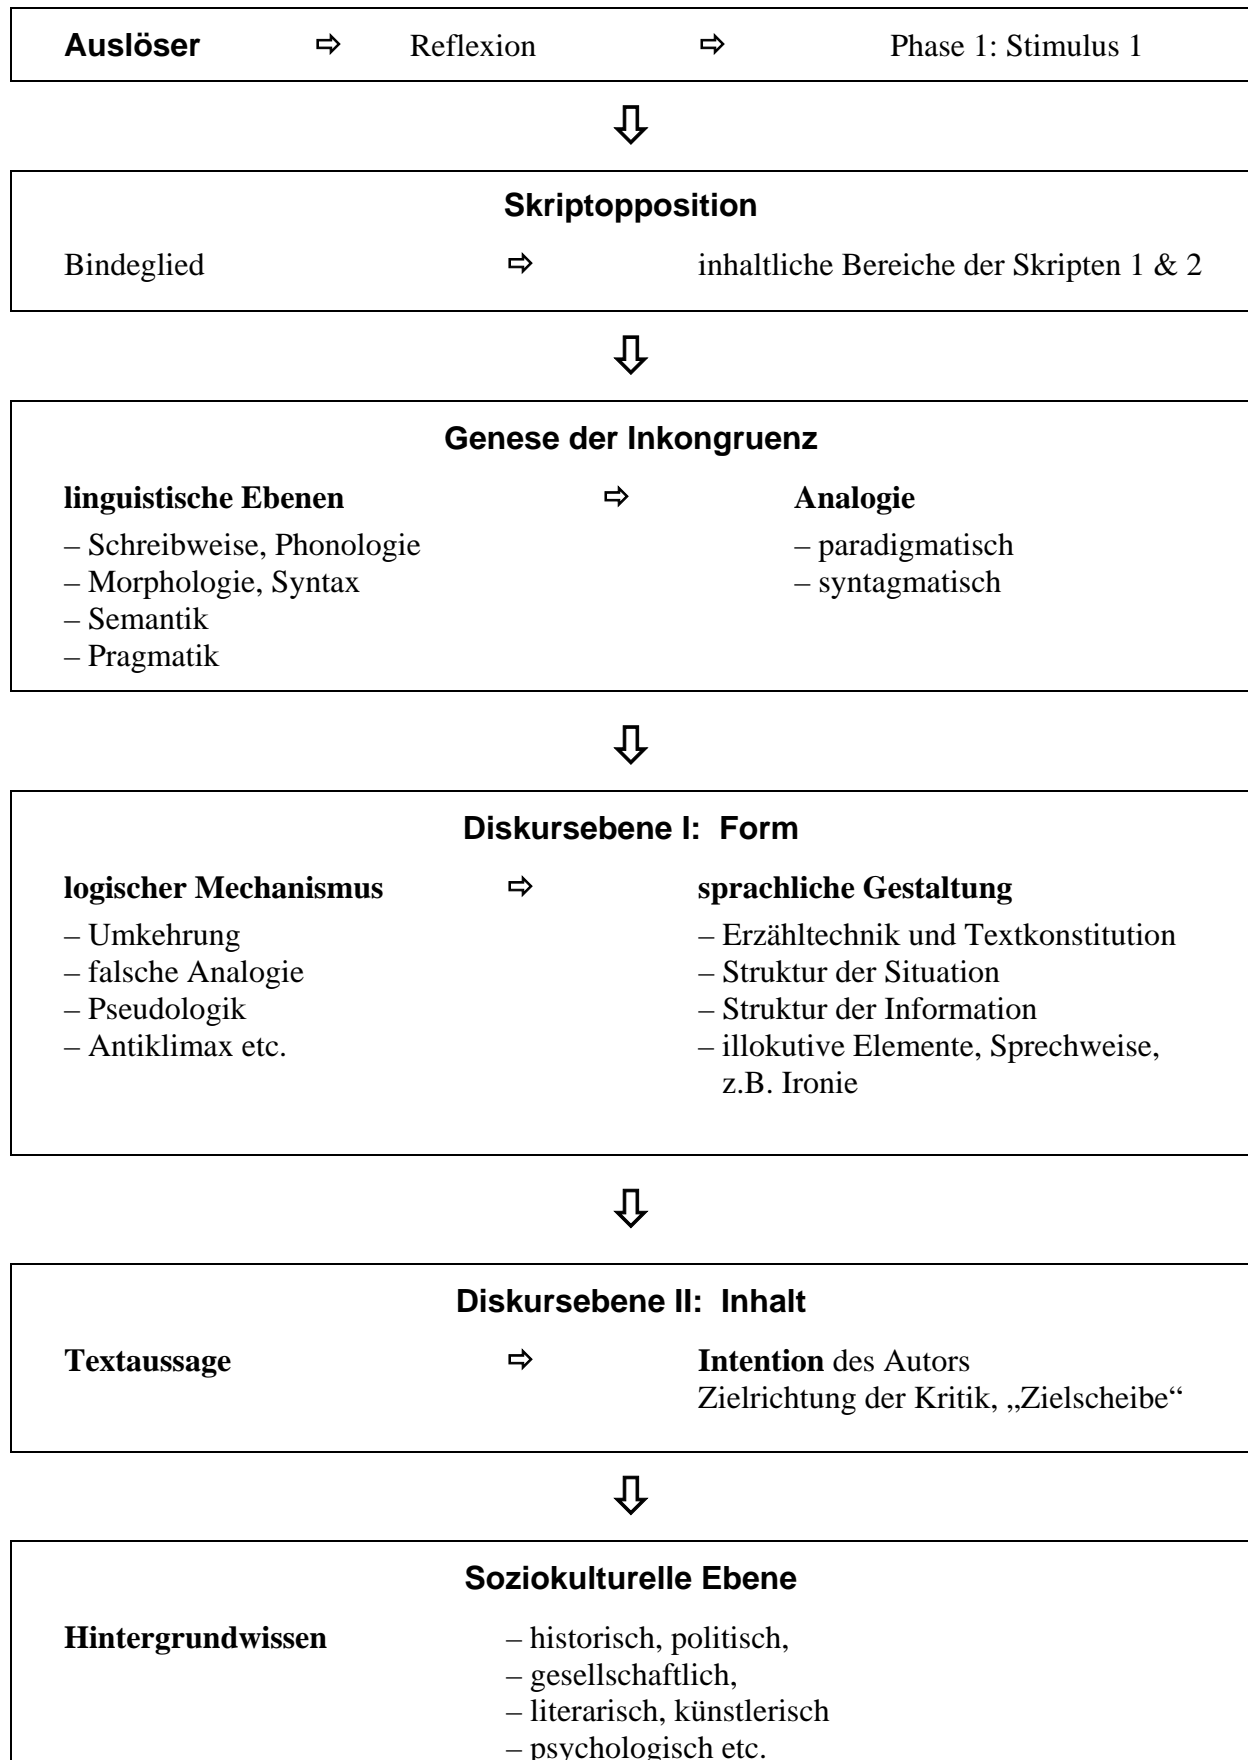 Auslöser ⇨ Reflexion ⇨ Phase 1: Stimulus 1
Skriptopposition
Bindeglied ⇨ inhaltliche Bereiche der Skripten 1 & 2
Genese der Inkongruenz
linguistische Ebenen ⇨ Analogie
– Schreibweise, Phonologie – paradigmatisch
– Morphologie, Syntax – syntagmatisch
– Semantik
– Pragmatik
Diskursebene I: Form
logischer Mechanismus ⇨ sprachliche Gestaltung
– Umkehrung – Erzähltechnik und Textkonstitution
– falsche Analogie – Struktur der Situation
– Pseudologik – Struktur der Information
– Antiklimax etc. – illokutive Elemente, Sprechweise,
z.B. Ironie
Diskursebene II: Inhalt
Textaussage ⇨ Intention des Autors
Zielrichtung der Kritik, „Zielscheibe“
Soziokulturelle Ebene
Hintergrundwissen – historisch, politisch,
– gesellschaftlich,
– literarisch, künstlerisch
– psychologisch etc.